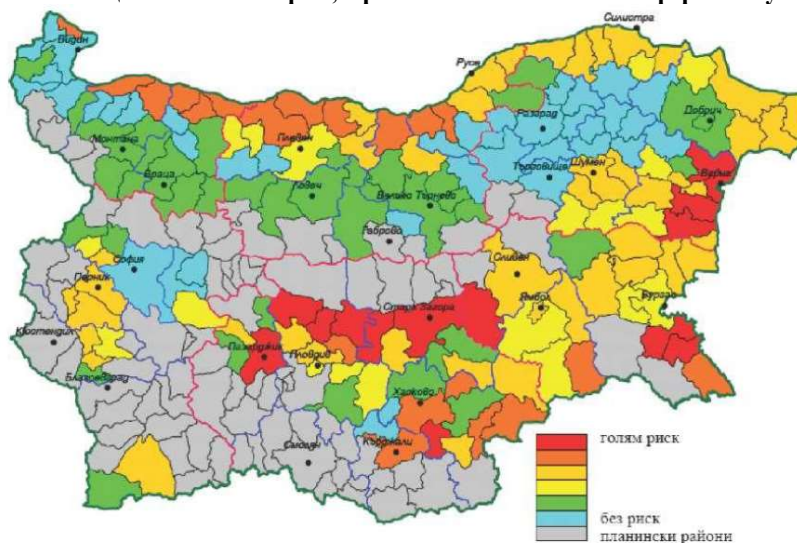 Силистра
Видин
Русе
Добрич
Разград
Монтана
Плевен
Търговище
Шумен
Варна
Враца
Ловеч
Велико Търново
Габрово
София
Сливен
Перник
Стара Загора
Ямбол
Бургас
Кюстендил
Пазарджик
Пловдив
Благоевград
Хасково
Смолян
Кърджали
голям риск
без риск
планински райони